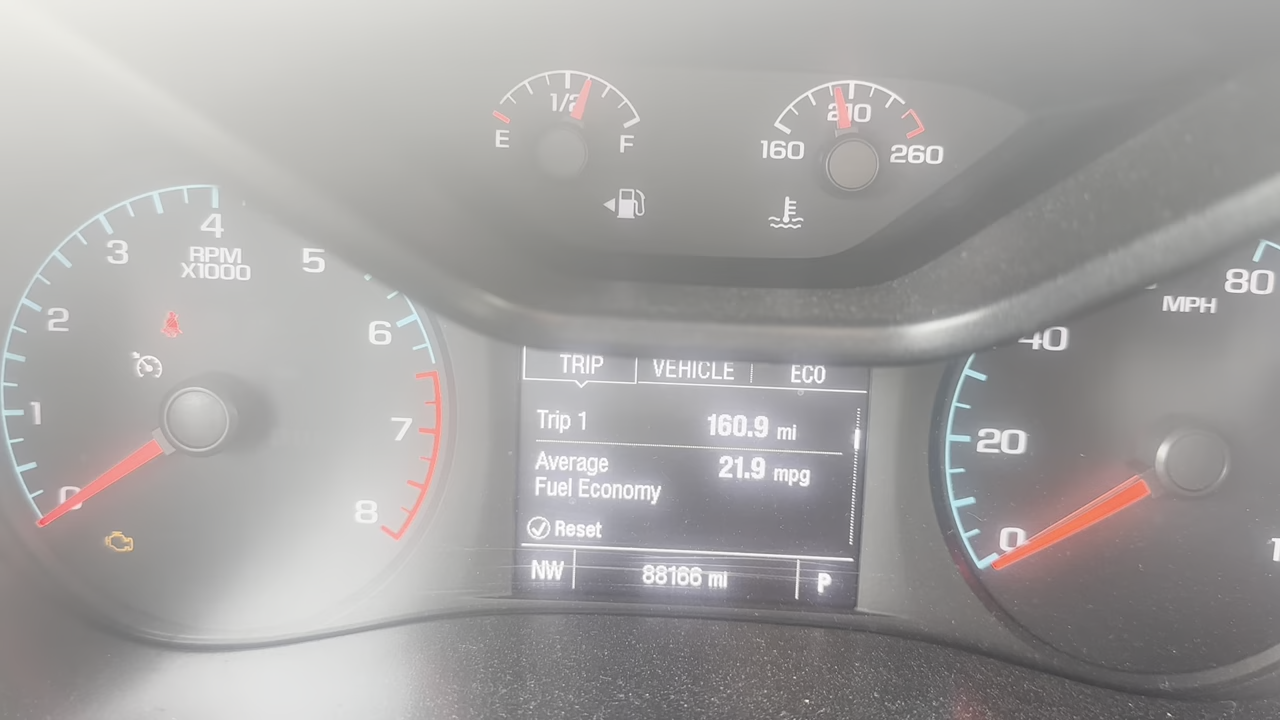 1/2
E
F
210
160
260
4
3
5
RPM
X1000
2
6
1
7
0
8
80
MPH
40
20
0
TRIP VEHICLE ECO
Trip 1 160.9 mi
Average 21.9 mpg
Fuel Economy
Reset
NW 88166 mi P